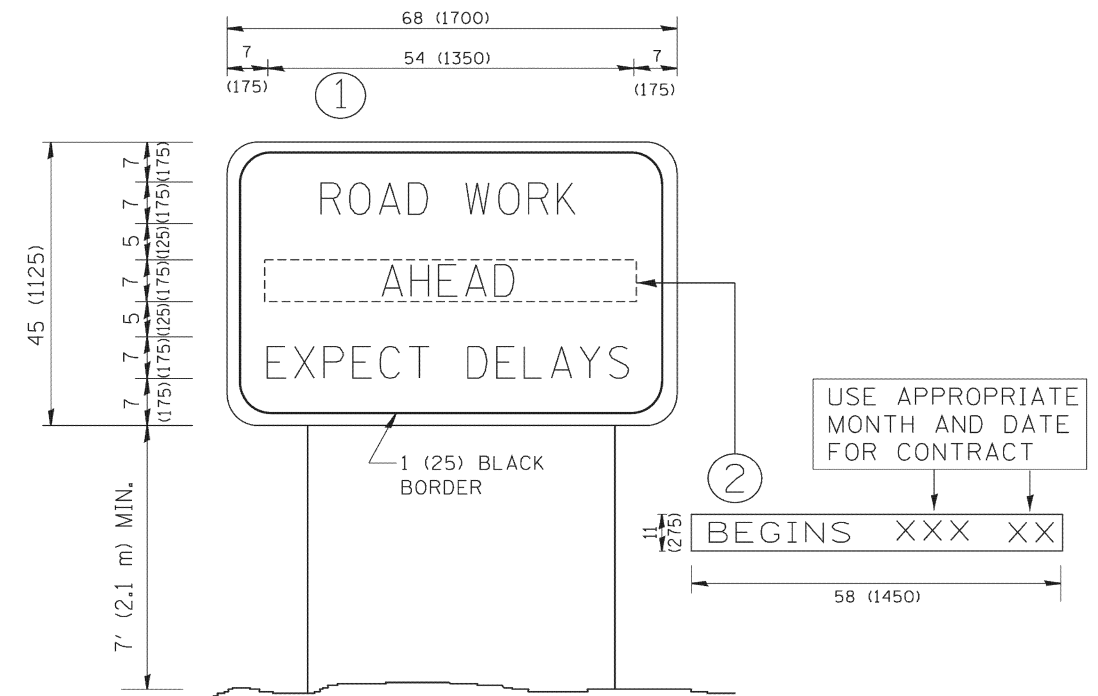 68 (1700)
7 54 (1350) 7
(175) (175)
1
7 (175)
7 (175)
5 (125)
7 (175)
5 (125)
7 (175)
7 (175)
45 (1125)
ROAD WORK
AHEAD
EXPECT DELAYS
1 (25) BLACK
BORDER
7' (2.1 m) MIN.
USE APPROPRIATE
MONTH AND DATE
FOR CONTRACT
2
11
(275)
BEGINS XXX XX
58 (1450)